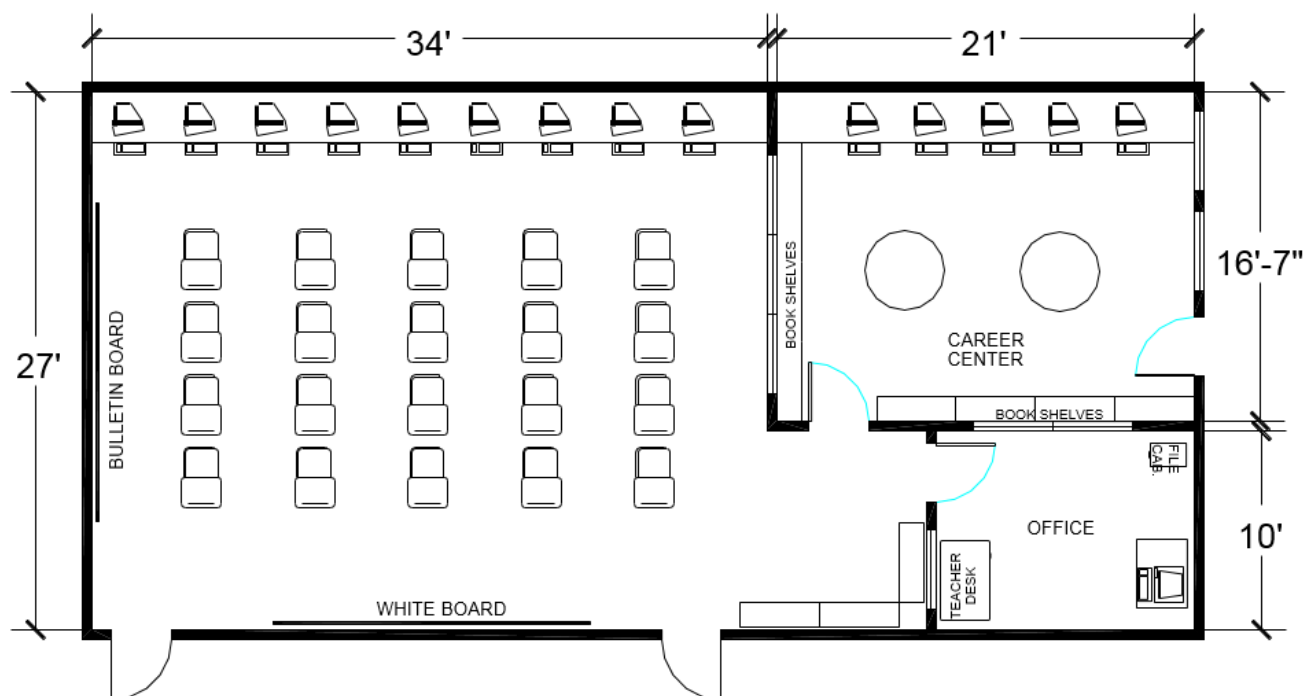 34'
21'
27'
16'-7"
BULLETIN BOARD
BOOK SHELVES
CAREER
CENTER
BOOK SHELVES
FILE
CAB.
OFFICE
10'
TEACHER
DESK
WHITE BOARD